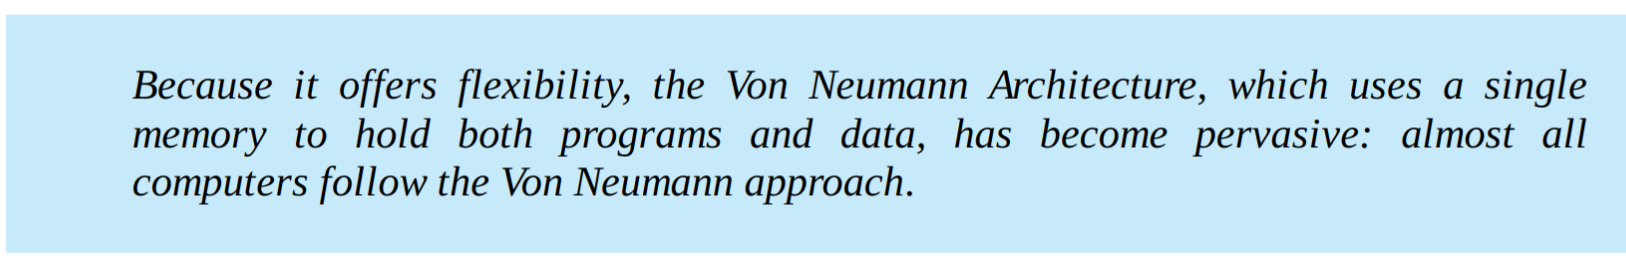 Because it offers flexibility, the Von Neumann Architecture, which uses a single
memory to hold both programs and data, has become pervasive: almost all
computers follow the Von Neumann approach.